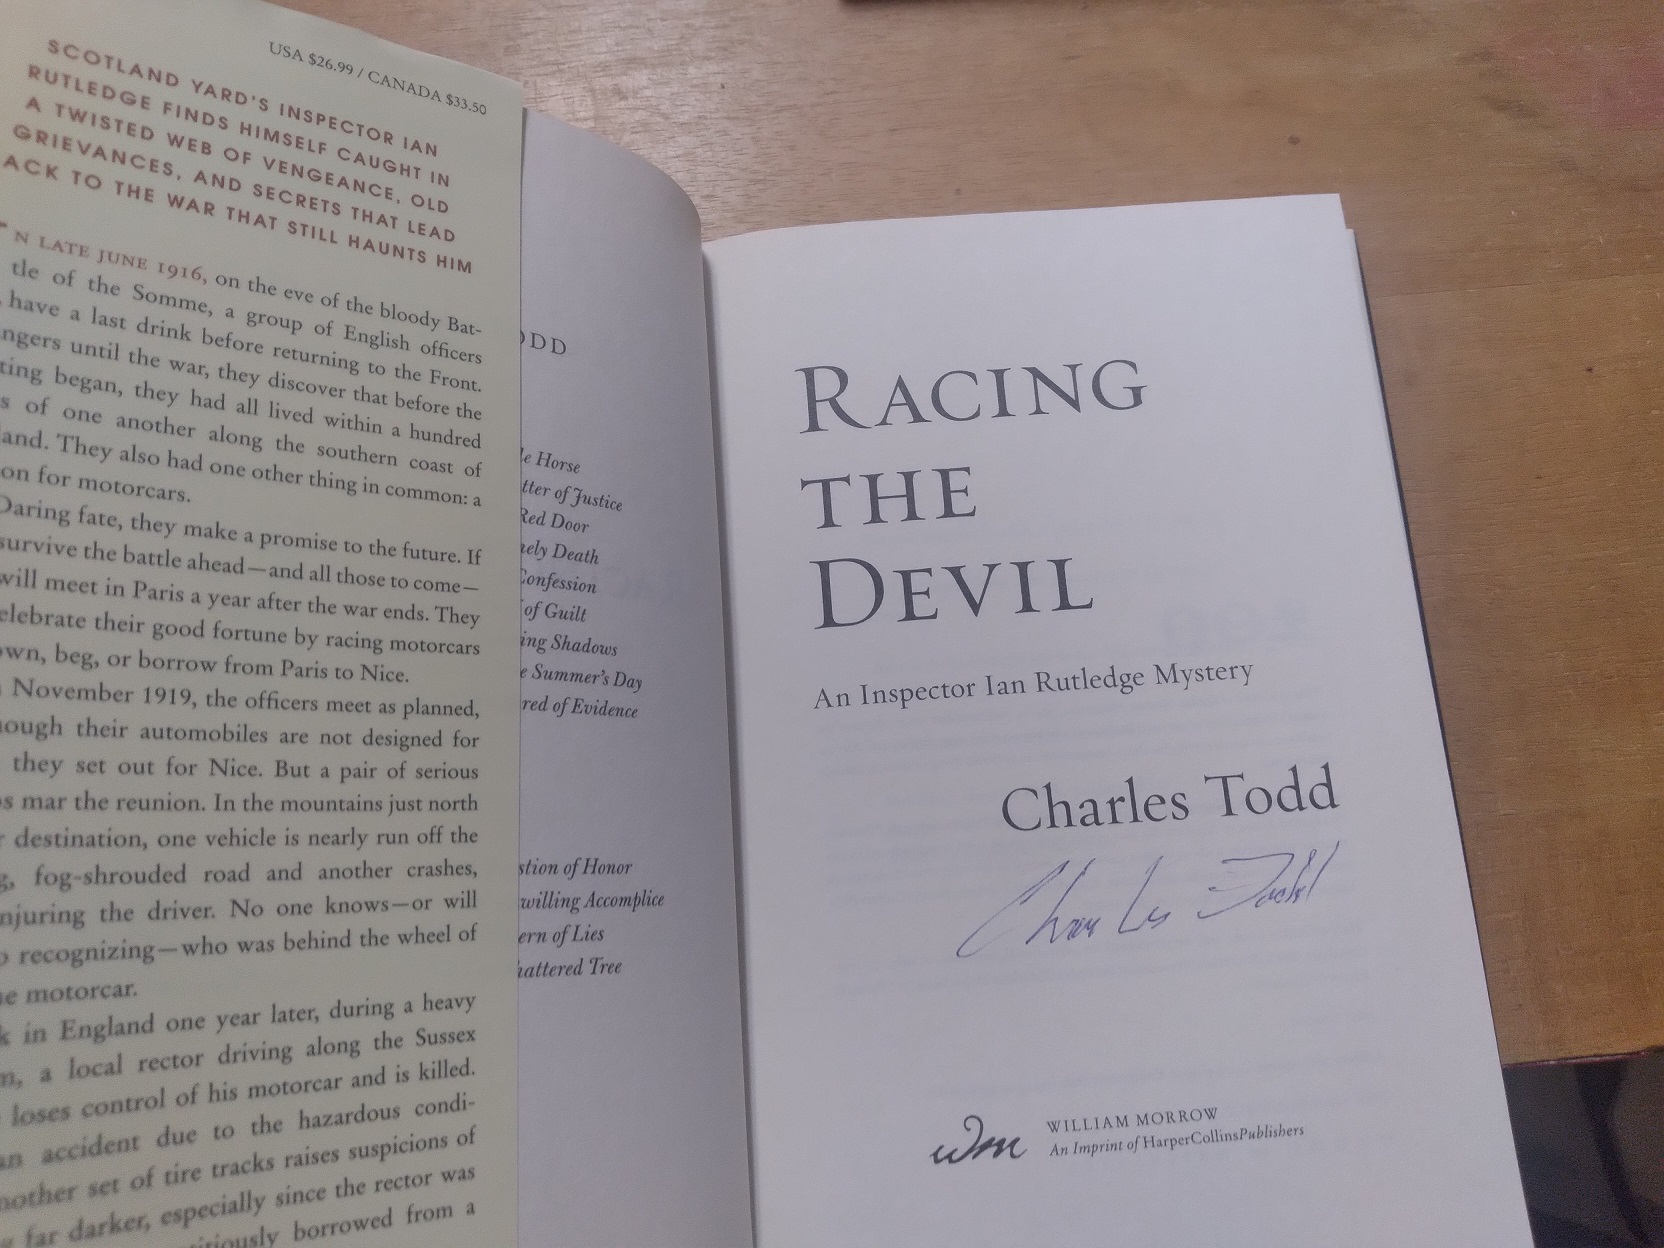 USA $26.99 / CANADA $33.50
SCOTLAND YARD'S INSPECTOR IAN
RUTLEDGE FINDS HIMSELF CAUGHT IN
A TWISTED WEB OF VENGEANCE, OLD
GRIEVANCES, AND SECRETS THAT LEAD
ACK TO THE WAR THAT STILL HAUNTS HIM
N LATE JUNE 1916, on the eve of the bloody Bat-
tle of the Somme, a group of English officers
have a last drink before returning to the Front.
ngers until the war, they discover that before the
ting began, they had all lived within a hundred
s of one another along the southern coast of
and. They also had one other thing in common: a
on for motorcars.
Daring fate, they make a promise to the future. If
survive the battle ahead—and all those to come—
will meet in Paris a year after the war ends. They
elebrate their good fortune by racing motorcars
own, beg, or borrow from Paris to Nice.
November 1919, the officers meet as planned,
hough their automobiles are not designed for
they set out for Nice. But a pair of serious
s mar the reunion. In the mountains just north
r destination, one vehicle is nearly run off the
g, fog-shrouded road and another crashes,
njuring the driver. No one knows—or will
o recognizing—who was behind the wheel of
e motorcar.
k in England one year later, during a heavy
m, a local rector driving along the Sussex
loses control of his motorcar and is killed.
an accident due to the hazardous condi-
nother set of tire tracks raises suspicions of
g far darker, especially since the rector was
itiously borrowed from a
ODD
le Horse
tter of Justice
Red Door
nely Death
Confession
of Guilt
ing Shadows
e Summer's Day
red of Evidence
stion of Honor
willing Accomplice
ern of Lies
hattered Tree
RACING
THE
DEVIL
An Inspector Ian Rutledge Mystery
Charles Todd
Charles Todd
wm
WILLIAM MORROW
An Imprint of HarperCollinsPublishers